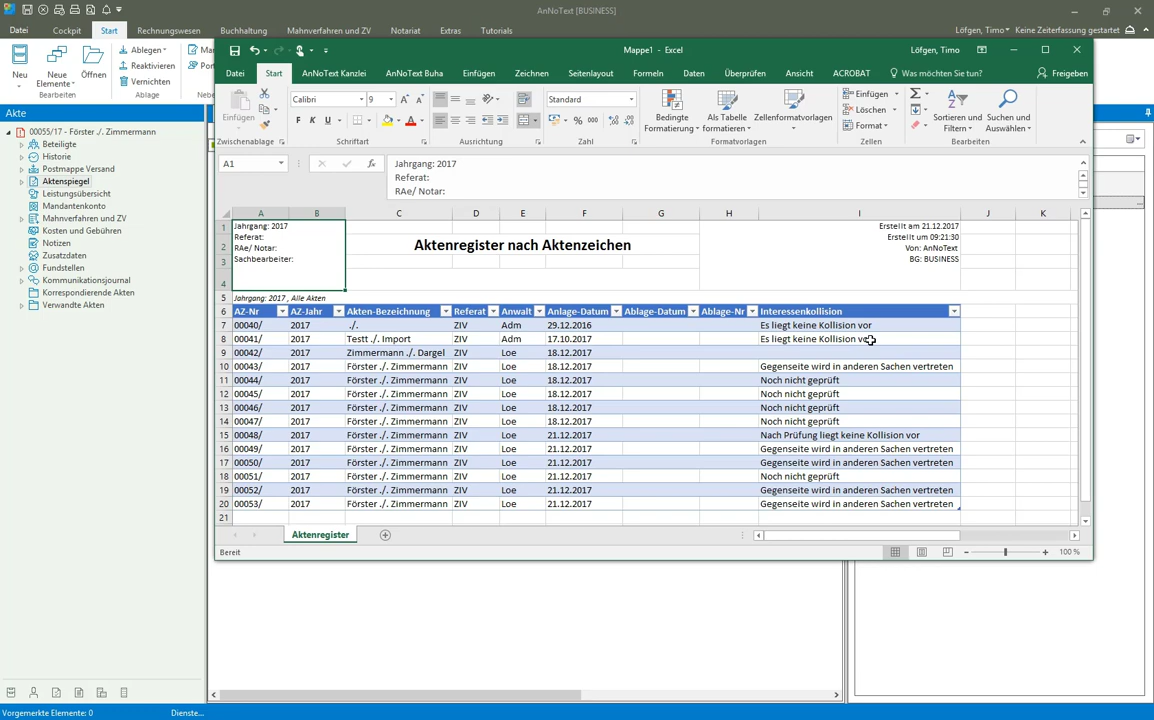 AnNoText [BUSINESS]
Datei Cockpit Start Rechnungswesen Buchhaltung Mahnverfahren und ZV Notariat Extras Tutorials
Löfgen, Timo Keine Zeiterfassung gestartet
Neu
Neue Elemente
Öffnen
Ablegen
Reaktivieren
Vernichten
Bearbeiten
Ablage
Akte
00055/17 - Förster ./. Zimmermann
Beteiligte
Historie
Postmappe Versand
Aktenspiegel
Leistungsübersicht
Mandantenkonto
Mahnverfahren und ZV
Kosten und Gebühren
Notizen
Zusatzdaten
Fundstellen
Kommunikationsjournal
Korrespondierende Akten
Verwandte Akten
Vorgemerkte Elemente: 0
Dienste...
Mappe1 - Excel
Löfgen, Timo
Datei Start AnNoText Kanzlei AnNoText Buha Einfügen Zeichnen Seitenlayout Formeln Daten Überprüfen Ansicht ACROBAT Was möchten Sie tun? Freigeben
Einfügen
Zwischenablage
Calibri 9
F K U
Schriftart
Ausrichtung
Standard
% 000
Zahl
Bedingte Formatierung
Als Tabelle formatieren
Zellenformatvorlagen
Formatvorlagen
Einfügen
Löschen
Format
Zellen
Sortieren und Filtern
Suchen und Auswählen
Bearbeiten
A1
fx
Jahrgang: 2017
Referat:
RAe/ Notar:
A B C D E F G H I J K
1 Jahrgang: 2017 Erstellt am 21.12.2017
Referat: Erstellt um 09:21:30
2 RAe/ Notar: Aktenregister nach Aktenzeichen Von: AnNoText
3 Sachbearbeiter: BG: BUSINESS
4
5 Jahrgang: 2017 , Alle Akten
6 AZ-Nr AZ-Jahr Akten-Bezeichnung Referat Anwalt Anlage-Datum Ablage-Datum Ablage-Nr Interessenkollision
7 00040/ 2017 ./. ZIV Adm 29.12.2016 Es liegt keine Kollision vor
8 00041/ 2017 Testt ./. Import ZIV Adm 17.10.2017 Es liegt keine Kollision vor
9 00042/ 2017 Zimmermann ./. Dargel ZIV Loe 18.12.2017
10 00043/ 2017 Förster ./. Zimmermann ZIV Loe 18.12.2017 Gegenseite wird in anderen Sachen vertreten
11 00044/ 2017 Förster ./. Zimmermann ZIV Loe 18.12.2017 Noch nicht geprüft
12 00045/ 2017 Förster ./. Zimmermann ZIV Loe 18.12.2017 Noch nicht geprüft
13 00046/ 2017 Förster ./. Zimmermann ZIV Loe 18.12.2017 Noch nicht geprüft
14 00047/ 2017 Förster ./. Zimmermann ZIV Loe 18.12.2017 Noch nicht geprüft
15 00048/ 2017 Förster ./. Zimmermann ZIV Loe 21.12.2017 Nach Prüfung liegt keine Kollision vor
16 00049/ 2017 Förster ./. Zimmermann ZIV Loe 21.12.2017 Gegenseite wird in anderen Sachen vertreten
17 00050/ 2017 Förster ./. Zimmermann ZIV Loe 21.12.2017 Gegenseite wird in anderen Sachen vertreten
18 00051/ 2017 Förster ./. Zimmermann ZIV Loe 21.12.2017 Noch nicht geprüft
19 00052/ 2017 Förster ./. Zimmermann ZIV Loe 21.12.2017 Gegenseite wird in anderen Sachen vertreten
20 00053/ 2017 Förster ./. Zimmermann ZIV Loe 21.12.2017 Gegenseite wird in anderen Sachen vertreten
21
Aktenregister
Bereit
100 %